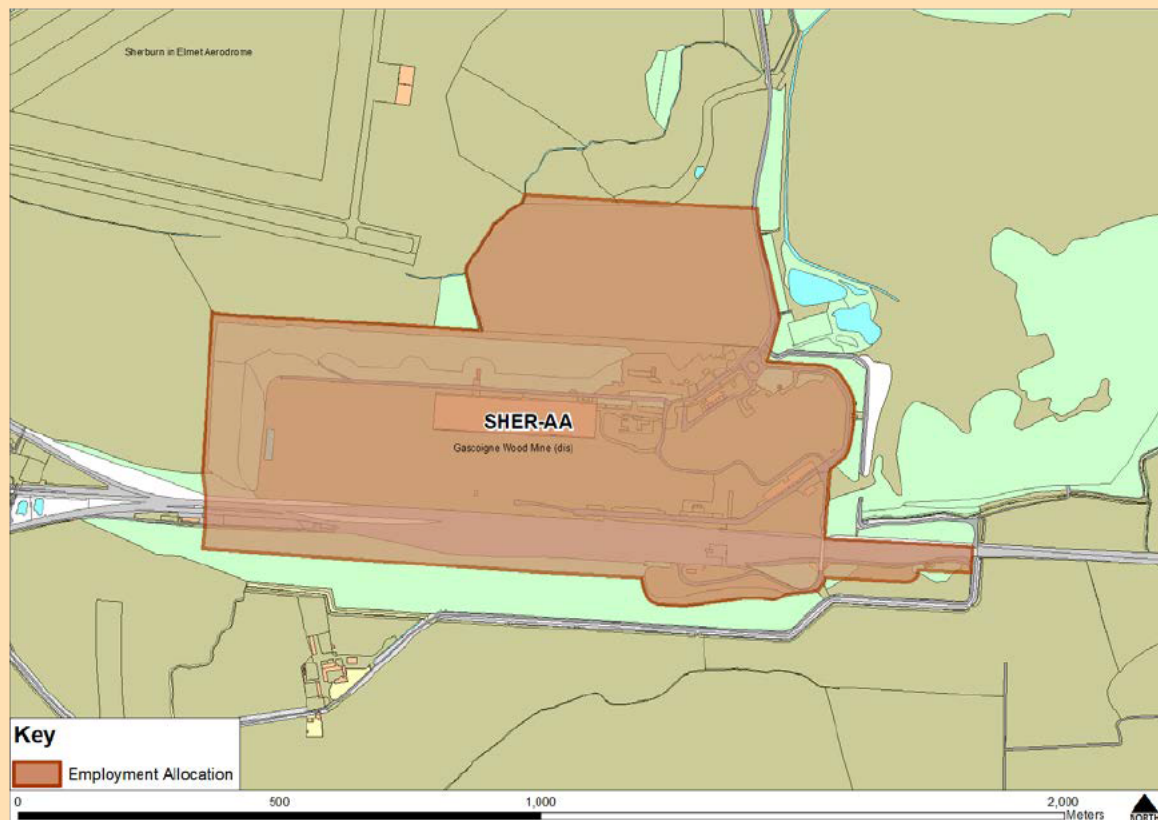 Sherburn in Elmet Aerodrome
SHER-AA
Gascoigne Wood Mine (dis)
Key
Employment Allocation
0 500 1,000 2,000
Meters
NORTH